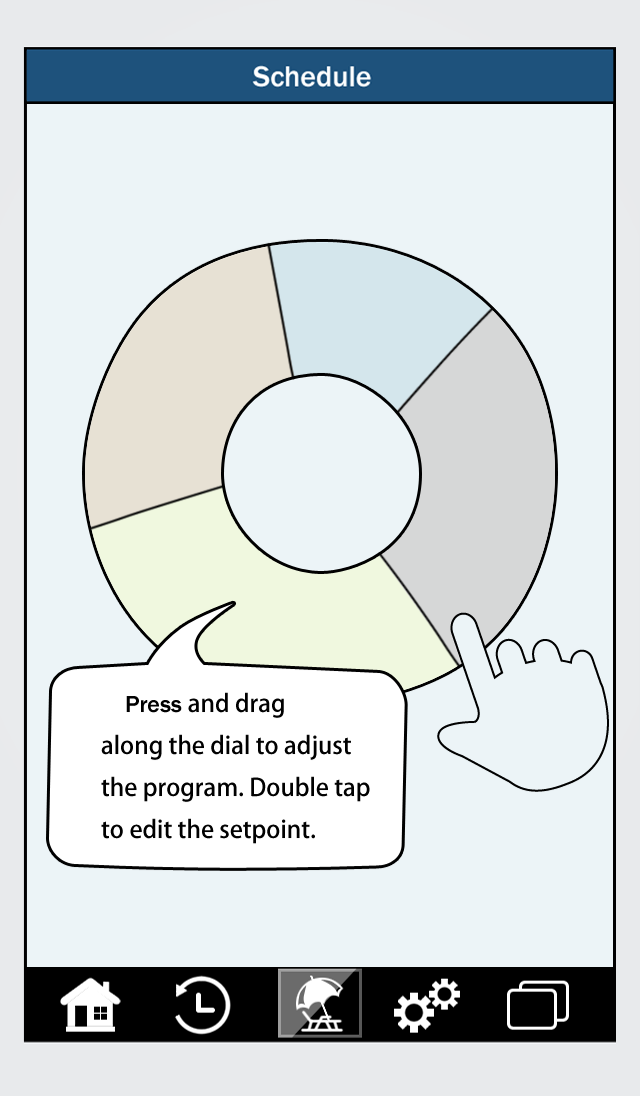 Schedule
Press and drag
along the dial to adjust
the program. Double tap
to edit the setpoint.